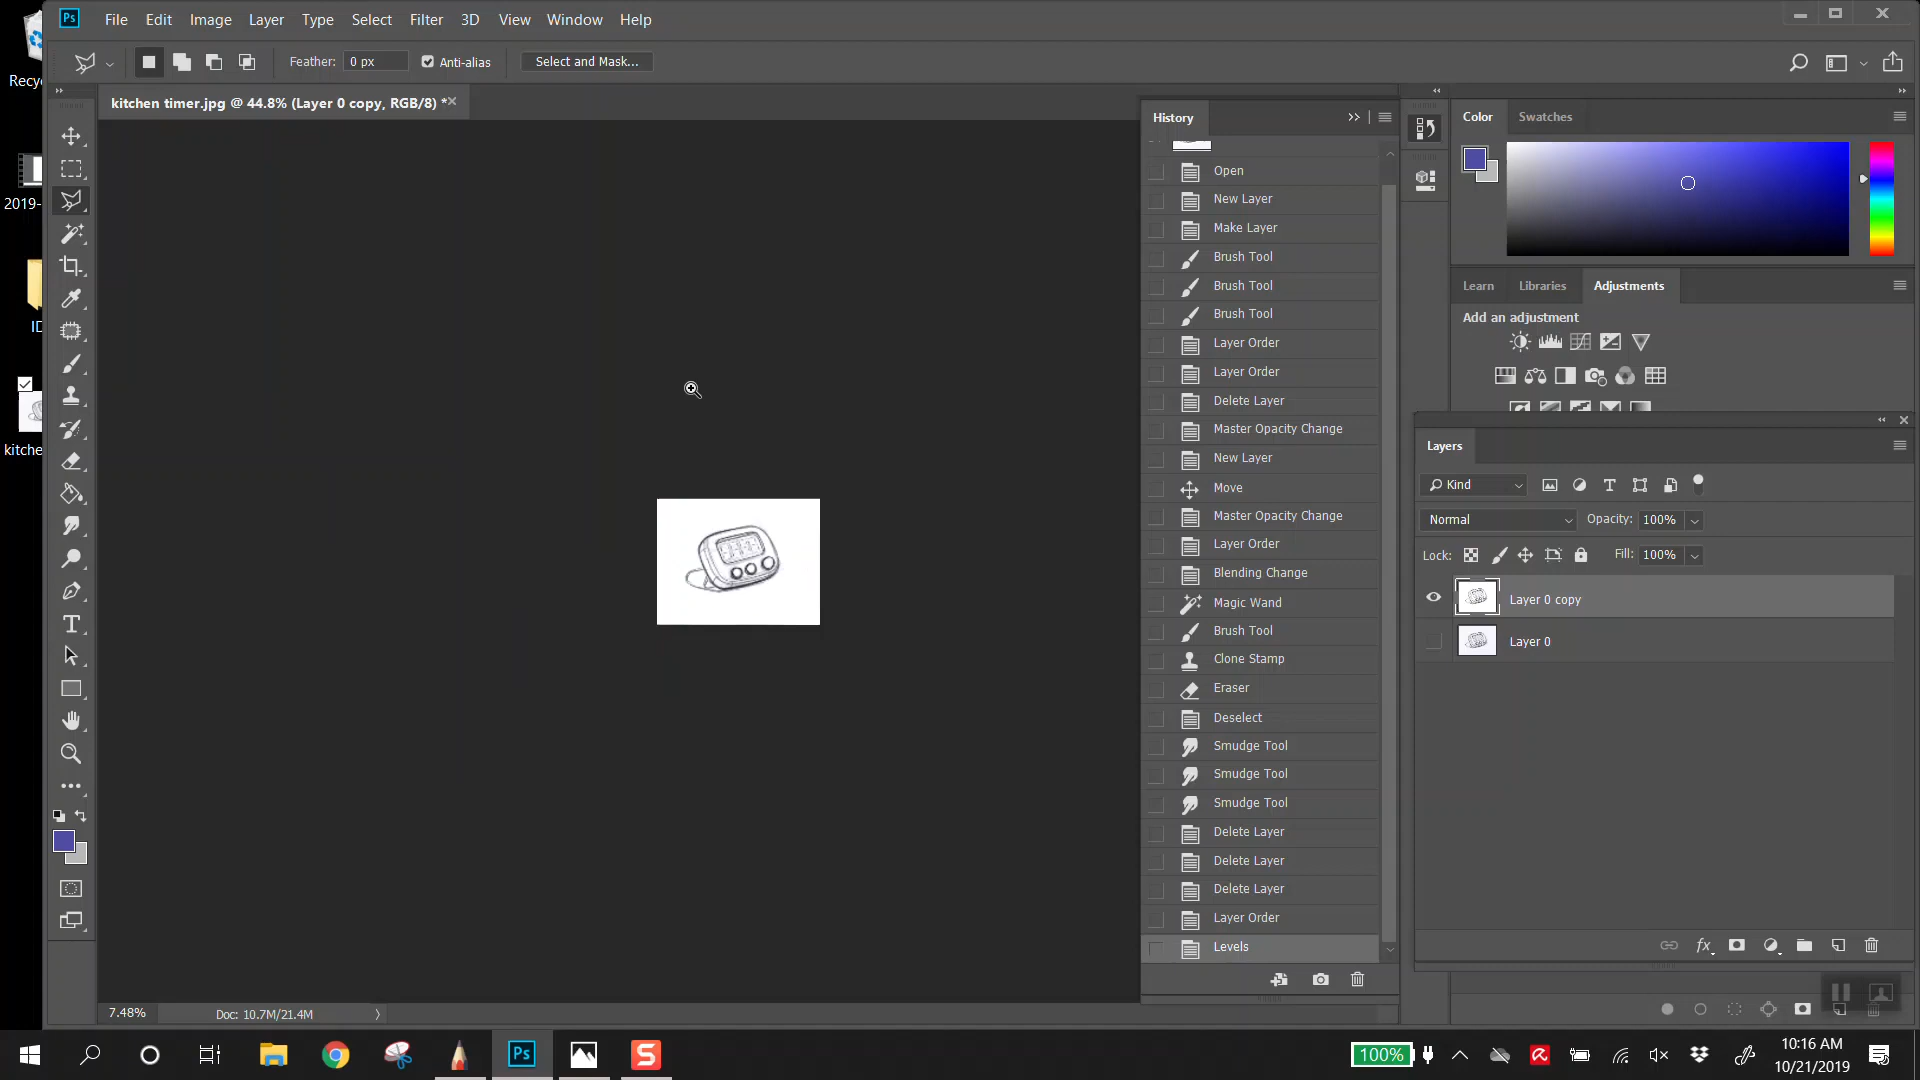 Ps File Edit Image Layer Type Select Filter 3D View Window Help
Feather: 0 px Anti-alias Select and Mask...
kitchen timer.jpg @ 44.8% (Layer 0 copy, RGB/8) *
History
Open
New Layer
Make Layer
Brush Tool
Brush Tool
Brush Tool
Layer Order
Layer Order
Delete Layer
Master Opacity Change
New Layer
Move
Master Opacity Change
Layer Order
Blending Change
Magic Wand
Brush Tool
Clone Stamp
Eraser
Deselect
Smudge Tool
Smudge Tool
Smudge Tool
Delete Layer
Delete Layer
Delete Layer
Layer Order
Levels
Color Swatches
Learn Libraries Adjustments
Add an adjustment
Layers
Kind
Normal Opacity: 100%
Lock: Fill: 100%
Layer 0 copy
Layer 0
fx
Recyc
2019-
ID
kitche
7.48% Doc: 10.7M/21.4M
Ps S 100% 10:16 AM
10/21/2019